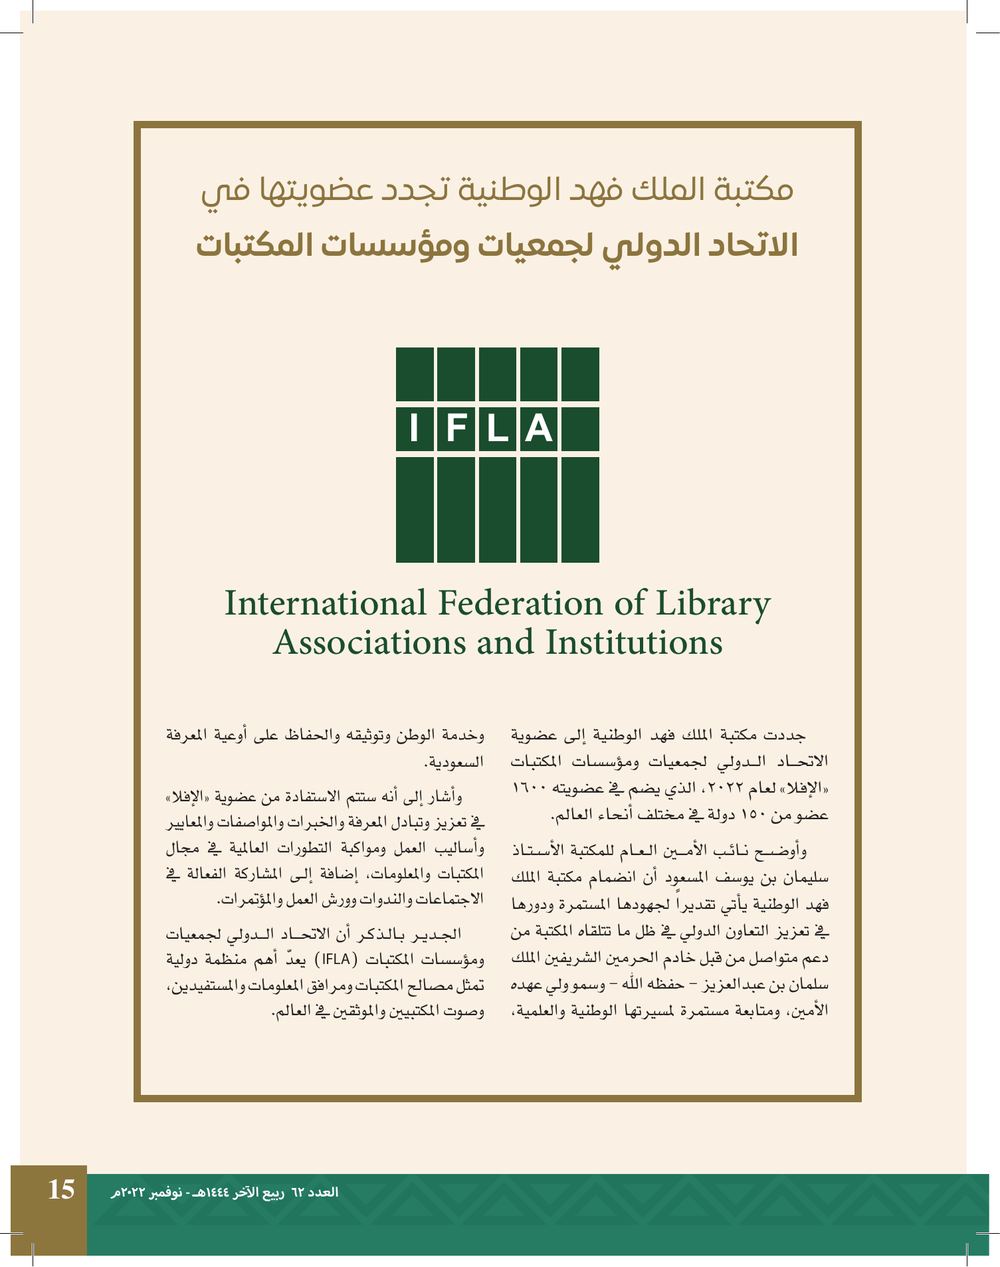 مكتبة الملك فهد الوطنية تجدد عضويتها في
الاتحاد الدولي لجمعيات ومؤسسات المكتبات
IFLA
International Federation of Library
Associations and Institutions
جددت مكتبة الملك فهد الوطنية إلى عضوية
الاتحاد الدولي لجمعيات ومؤسسات المكتبات
«الإفلا» لعام ٢٠٢٢، الذي يضم في عضويته ١٦٠٠
عضو من ١٥٠ دولة في مختلف أنحاء العالم.
وأوضح نائب الأمين العام للمكتبة الأستاذ
سليمان بن يوسف المسعود أن انضمام مكتبة الملك
فهد الوطنية يأتي تقديراً لجهودها المستمرة ودورها
في تعزيز التعاون الدولي في ظل ما تتلقاه المكتبة من
دعم متواصل من قبل خادم الحرمين الشريفين الملك
سلمان بن عبدالعزيز – حفظه الله – وسمو ولي عهده
الأمين، ومتابعة مستمرة لمسيرتها الوطنية والعلمية،
وخدمة الوطن وتوثيقه والحفاظ على أوعية المعرفة
السعودية.
وأشار إلى أنه ستتم الاستفادة من عضوية «الإفلا»
في تعزيز وتبادل المعرفة والخبرات والمواصفات والمعايير
وأساليب العمل ومواكبة التطورات العالمية في مجال
المكتبات والمعلومات، إضافة إلى المشاركة الفعالة في
الاجتماعات والندوات وورش العمل والمؤتمرات.
الجدير بالذكر أن الاتحاد الدولي لجمعيات
ومؤسسات المكتبات (IFLA) يعدّ أهم منظمة دولية
تمثل مصالح المكتبات ومرافق المعلومات والمستفيدين،
وصوت المكتبيين والموثقين في العالم.
العدد ٦٢ ربيع الآخر ١٤٤٤هـ - نوفمبر ٢٠٢٢م
15